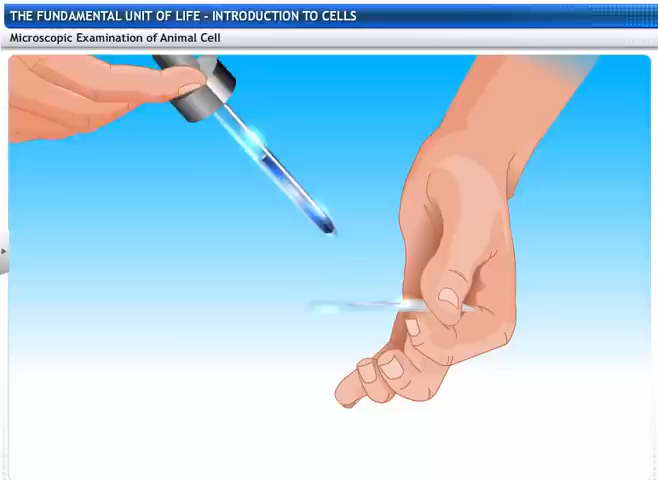 THE FUNDAMENTAL UNIT OF LIFE - INTRODUCTION TO CELLS
Microscopic Examination of Animal Cell